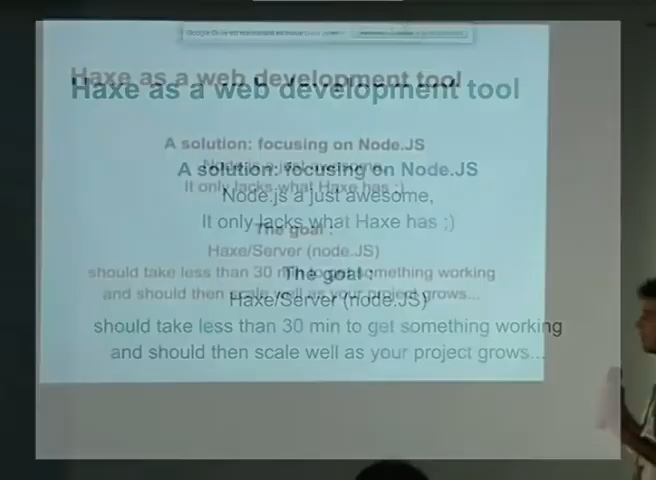 Haxe as a web development tool
A solution: focusing on Node.JS
Node.js a just awesome,
It only lacks what Haxe has ;)
The goal :
Haxe/Server (node.JS)
should take less than 30 min to get something working
and should then scale well as your project grows...